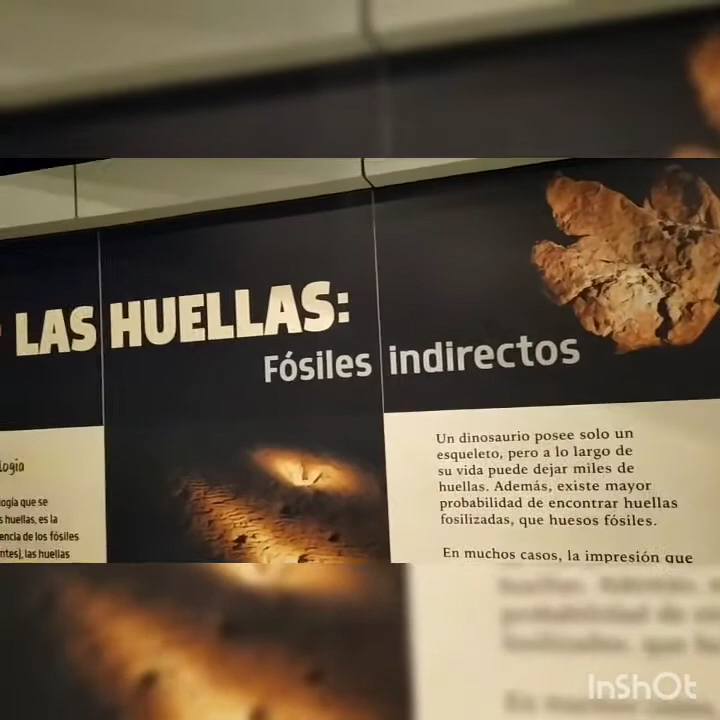 LAS HUELLAS:
Fósiles indirectos
ología que se
s huellas, es la
encia de los fósiles
ntes), las huellas
Un dinosaurio posee solo un
esqueleto, pero a lo largo de
su vida puede dejar miles de
huellas. Además, existe mayor
probabilidad de encontrar huellas
fosilizadas, que huesos fósiles.
En muchos casos, la impresión que
InShOt